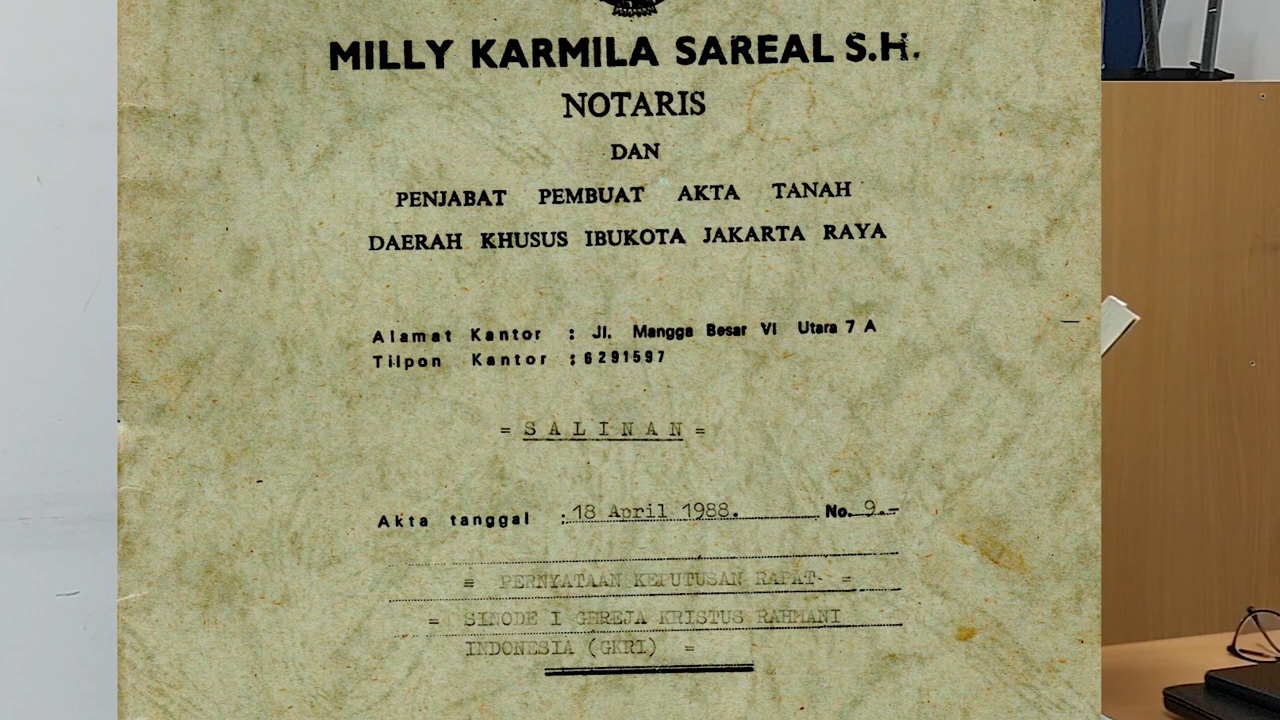 MILLY KARMILA SAREAL S.H.
NOTARIS
DAN
PENJABAT PEMBUAT AKTA TANAH
DAERAH KHUSUS IBUKOTA JAKARTA RAYA
Alamat Kantor : Jl. Mangga Besar VI Utara 7 A
Tilpon Kantor : 6291597
= S A L I N A N =
Akta tanggal : 18 April 1988. No. 9.-
= PERNYATAAN KEPUTUSAN RAPAT- =
= SINODE I GEREJA KRISTUS RAHMANI
INDONESIA (GKRI) =